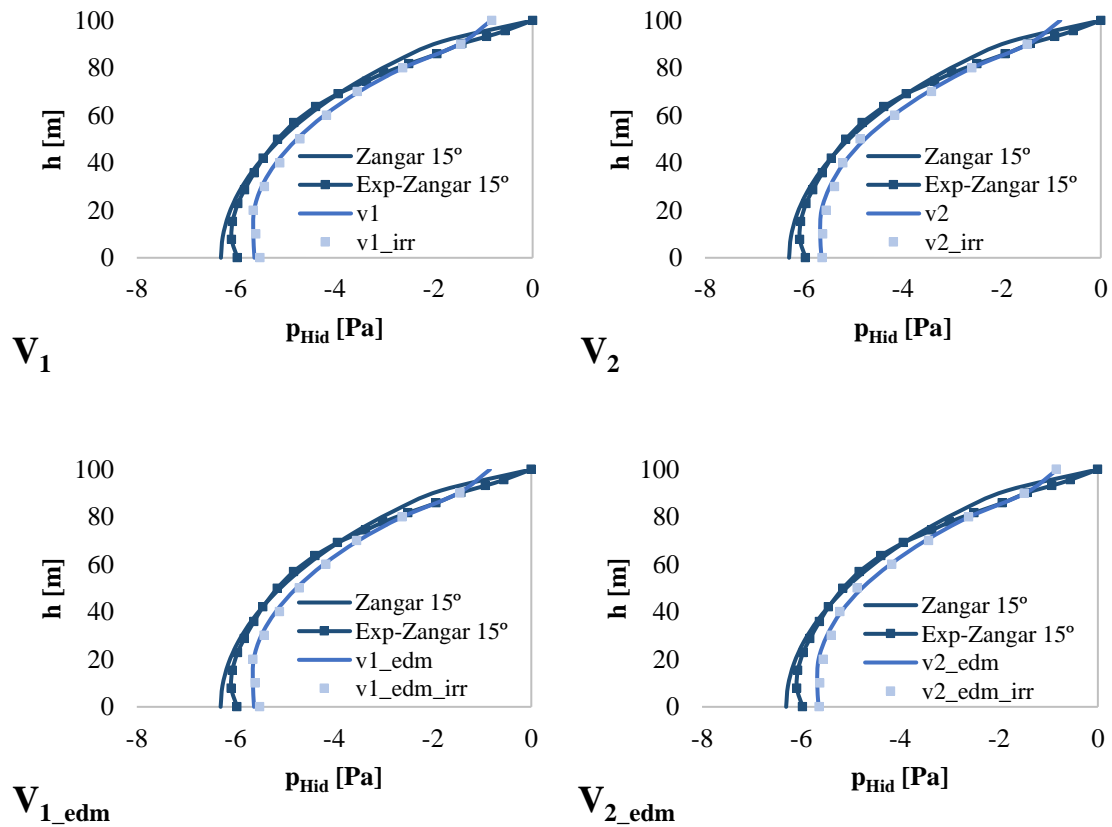 100
80
60
40
20
0
h [m]
Zangar 15º
Exp-Zangar 15º
v1
v1_irr
-8 -6 -4 -2 0
pHid [Pa]
V1
100
80
60
40
20
0
h [m]
Zangar 15º
Exp-Zangar 15º
v2
v2_irr
-8 -6 -4 -2 0
pHid [Pa]
V2
100
80
60
40
20
0
h [m]
Zangar 15º
Exp-Zangar 15º
v1_edm
v1_edm_irr
-8 -6 -4 -2 0
pHid [Pa]
V1_edm
100
80
60
40
20
0
h [m]
Zangar 15º
Exp-Zangar 15º
v2_edm
v2_edm_irr
-8 -6 -4 -2 0
pHid [Pa]
V2_edm